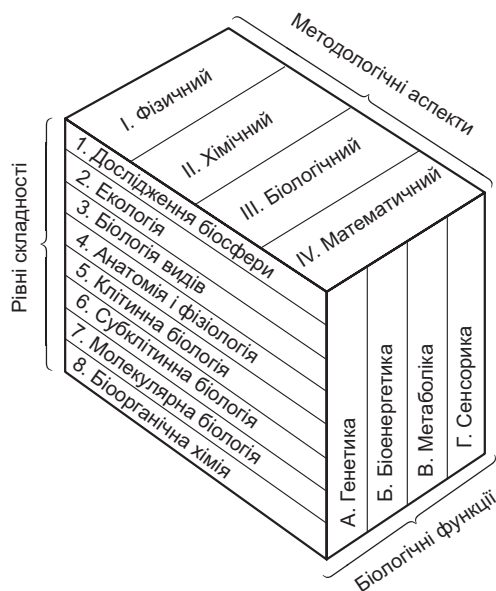 Методологічні аспекти
I. Фізичний
II. Хімічний
III. Біологічний
IV. Математичний
Рівні складності
1. Дослідження біосфери
2. Екологія
3. Біологія видів
4. Анатомія і фізіологія
5. Клітинна біологія
6. Субклітинна біологія
7. Молекулярна біологія
8. Біоорганічна хімія
А. Генетика
Б. Біоенергетика
В. Метаболіка
Г. Сенсорика
Біологічні функції